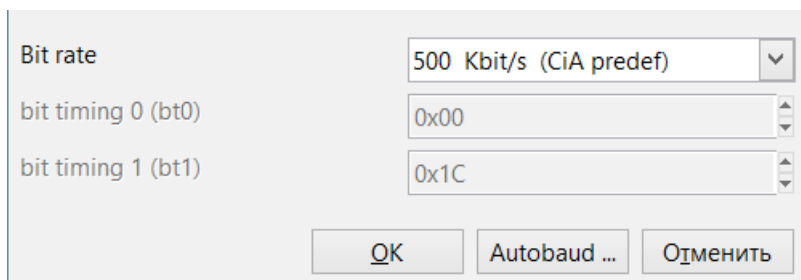 Bit rate
500 Kbit/s (CiA predef)
bit timing 0 (bt0)
0x00
bit timing 1 (bt1)
0x1C
OK
Autobaud ...
Отменить